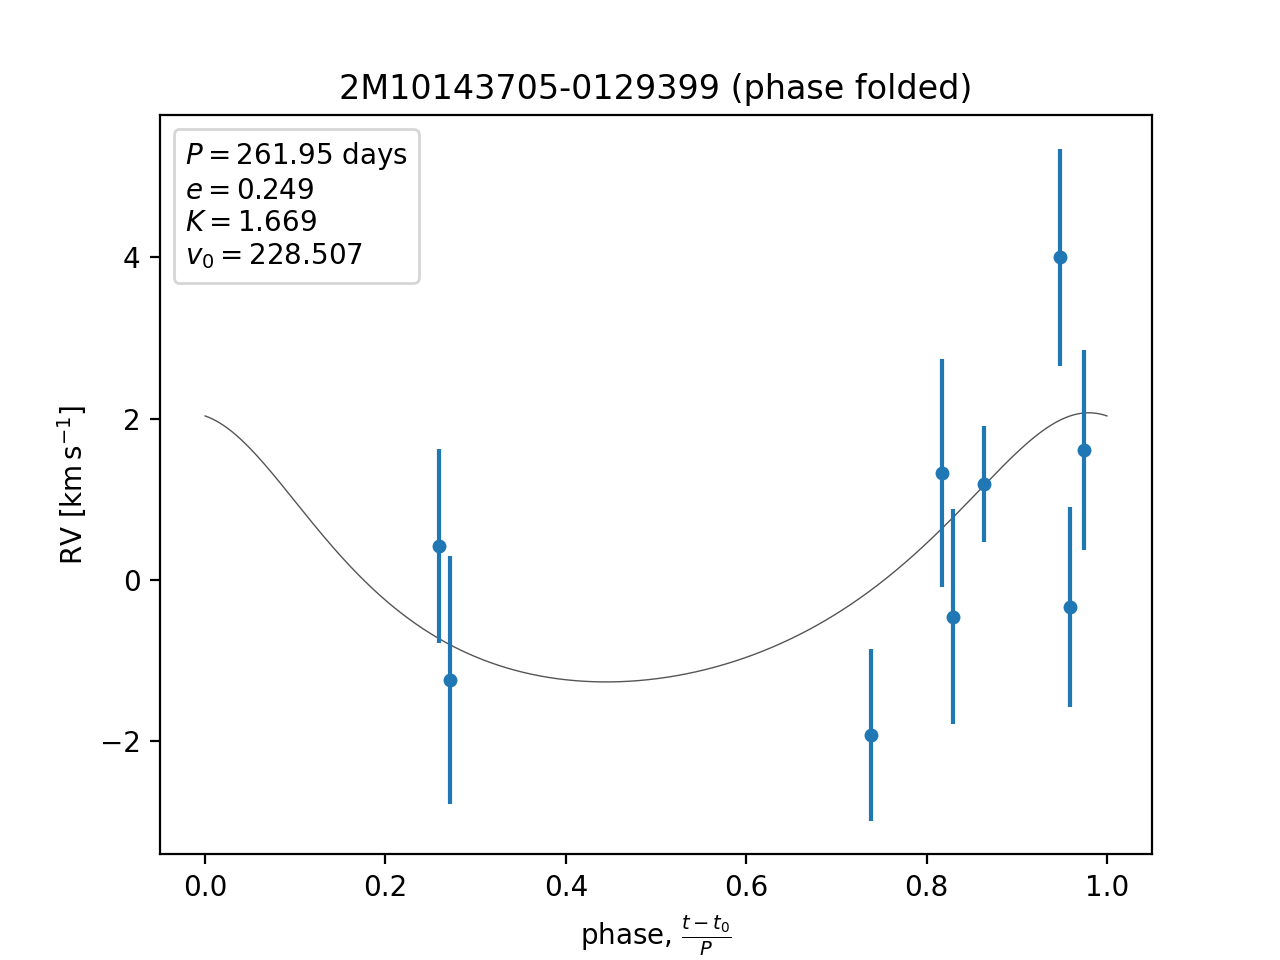 2M10143705-0129399 (phase folded)
P = 261.95 days
e = 0.249
K = 1.669
v₀ = 228.507
RV [km s⁻¹]
4
2
0
−2
0.0 0.2 0.4 0.6 0.8 1.0
phase, (t − t₀)/P